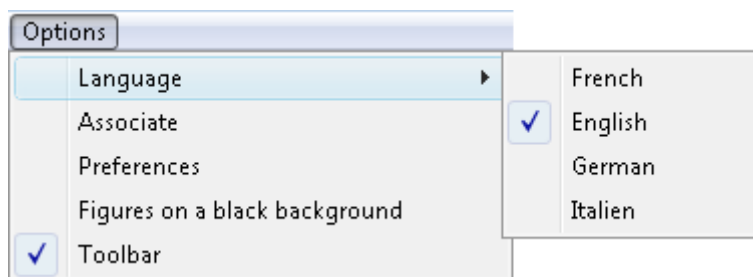 Options
Language
Associate
Preferences
Figures on a black background
Toolbar
French
English
German
Italien